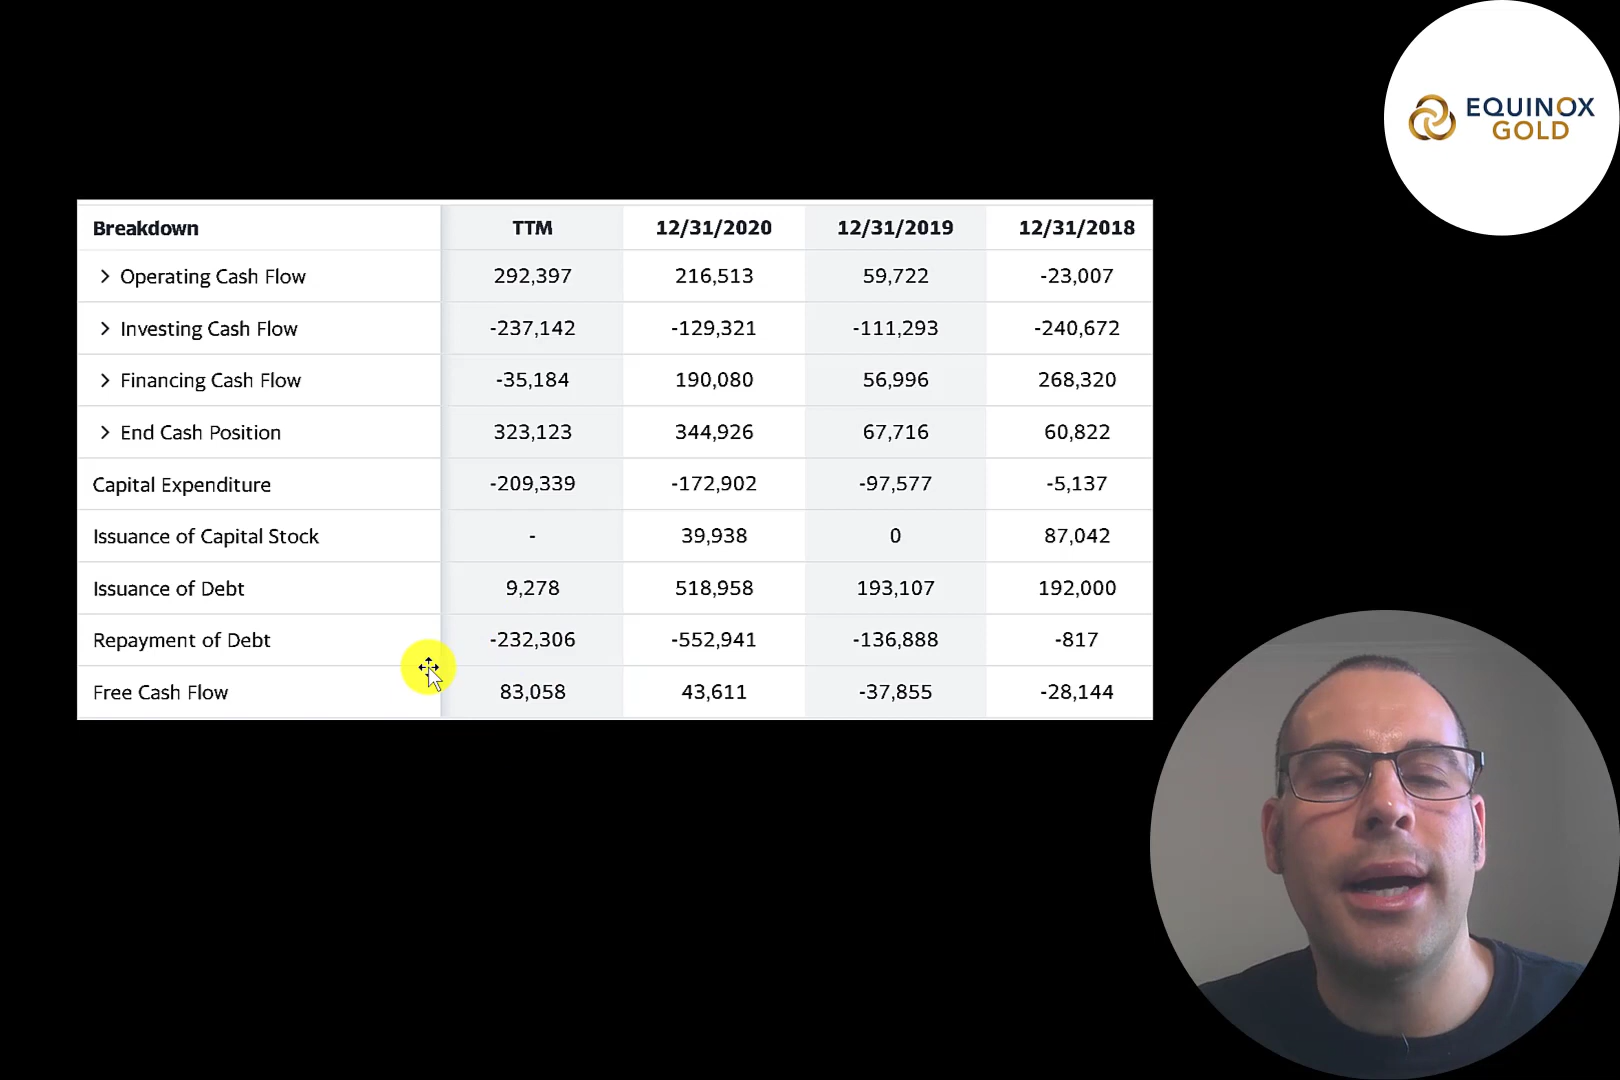 EQUINOX
GOLD
Breakdown TTM 12/31/2020 12/31/2019 12/31/2018
Operating Cash Flow 292,397 216,513 59,722 -23,007
Investing Cash Flow -237,142 -129,321 -111,293 -240,672
Financing Cash Flow -35,184 190,080 56,996 268,320
End Cash Position 323,123 344,926 67,716 60,822
Capital Expenditure -209,339 -172,902 -97,577 -5,137
Issuance of Capital Stock - 39,938 0 87,042
Issuance of Debt 9,278 518,958 193,107 192,000
Repayment of Debt -232,306 -552,941 -136,888 -817
Free Cash Flow 83,058 43,611 -37,855 -28,144